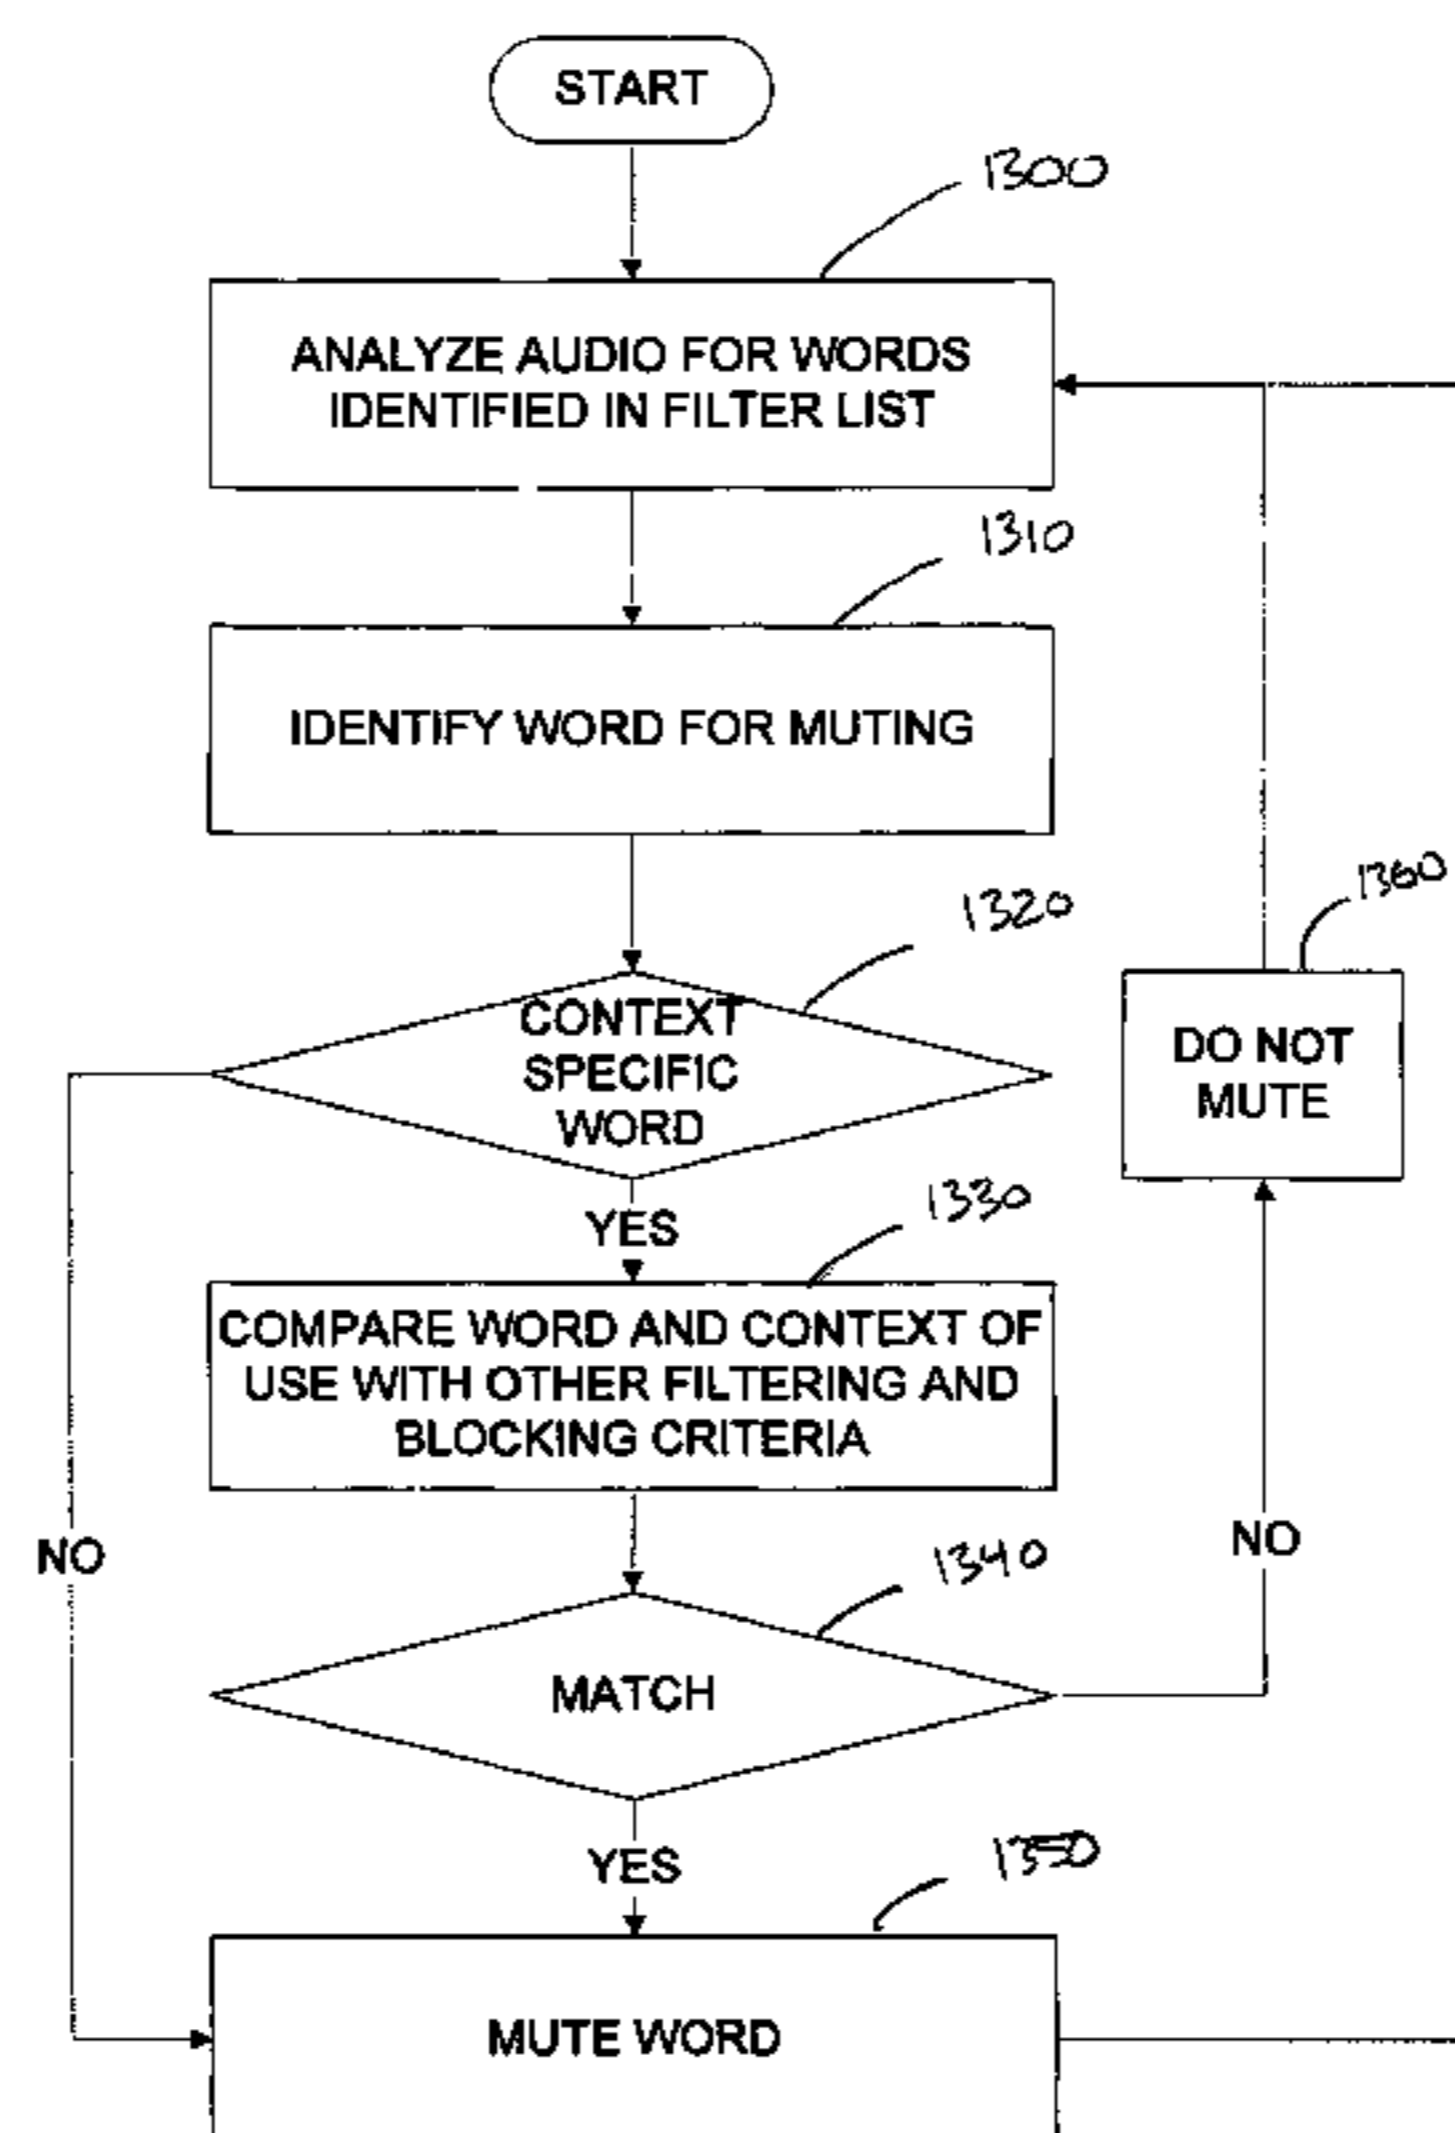 START
1300
ANALYZE AUDIO FOR WORDS
IDENTIFIED IN FILTER LIST
1310
IDENTIFY WORD FOR MUTING
1320
CONTEXT
SPECIFIC
WORD
1360
DO NOT
MUTE
YES
1330
COMPARE WORD AND CONTEXT OF
USE WITH OTHER FILTERING AND
BLOCKING CRITERIA
NO
NO
1340
MATCH
YES
1350
MUTE WORD